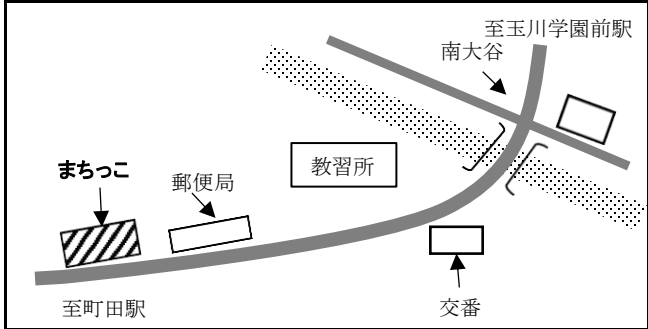 至玉川学園前駅
南大谷
教習所
まちっこ
郵便局
至町田駅
交番